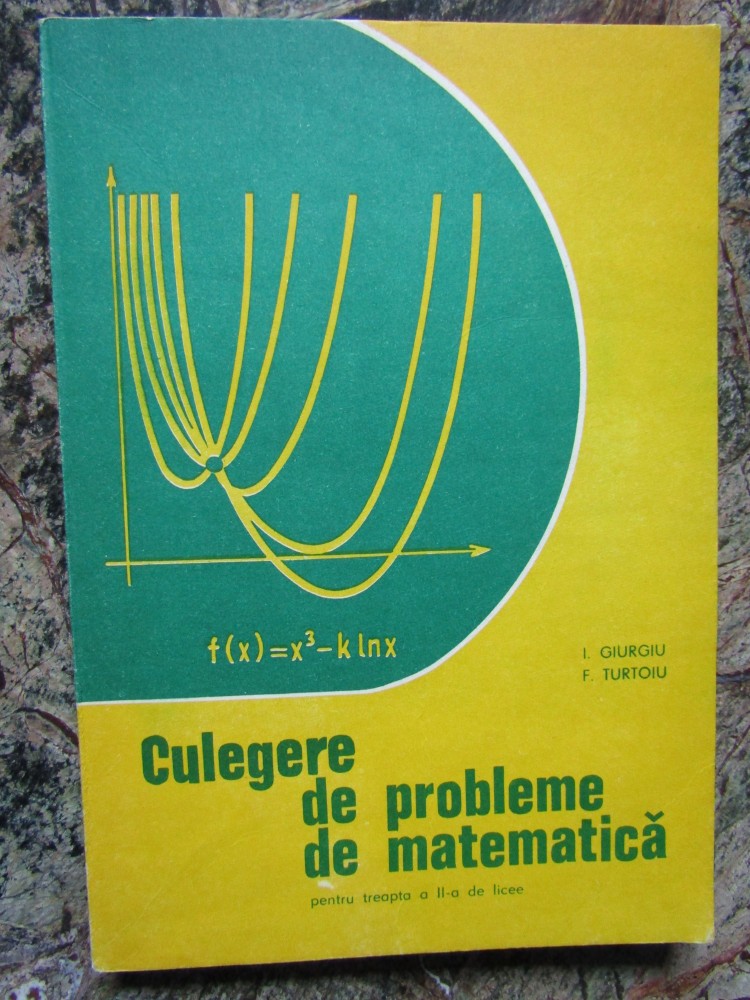 f(x)=x³-k lnx
I. GIURGIU
F. TURTOIU
Culegere
de probleme
de matematică
pentru treapta a II-a de licee